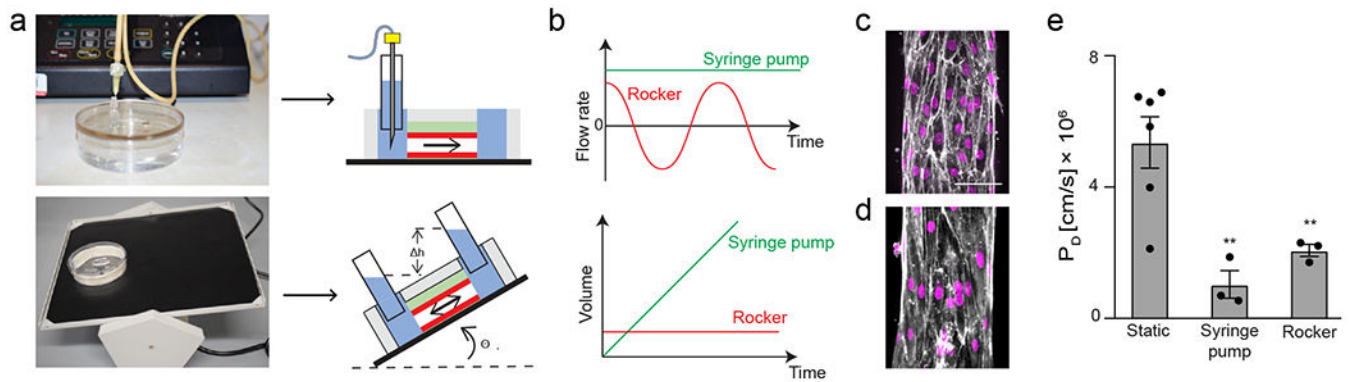 a
Δh
Θ .
b
Syringe pump
Rocker
Flow rate
0
Time
Syringe pump
Volume
Rocker
Time
c
d
e
8
4
0
P_D [cm/s] × 10⁶
**
**
Static
Syringe
pump
Rocker